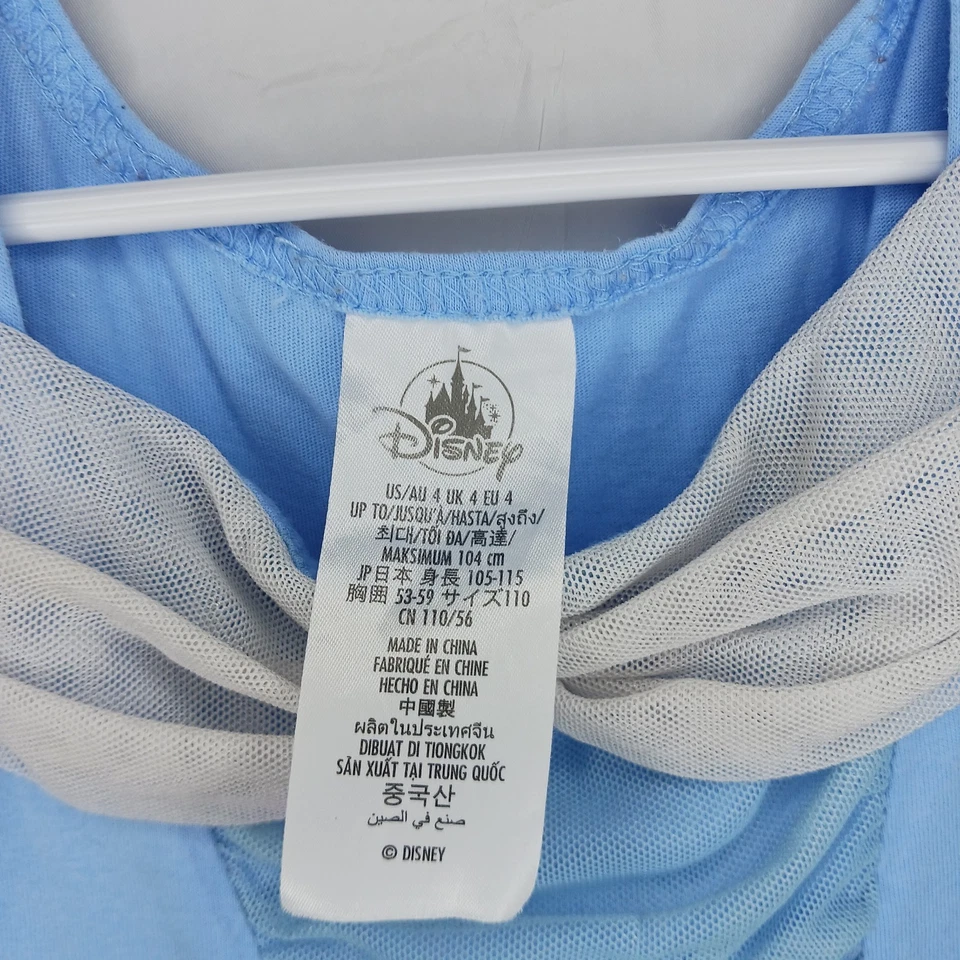 Disney
US/AU 4 UK 4 EU 4
UP TO/JUSQU'À/HASTA/สูงถึง/
최대/TỐI ĐA/高達/
MAKSIMUM 104 cm
JP日本 身長 105-115
胸囲 53-59 サイズ110
CN 110/56
MADE IN CHINA
FABRIQUÉ EN CHINE
HECHO EN CHINA
中國製
ผลิตในประเทศจีน
DIBUAT DI TIONGKOK
SẢN XUẤT TẠI TRUNG QUỐC
중국산
صنع في الصين
© DISNEY